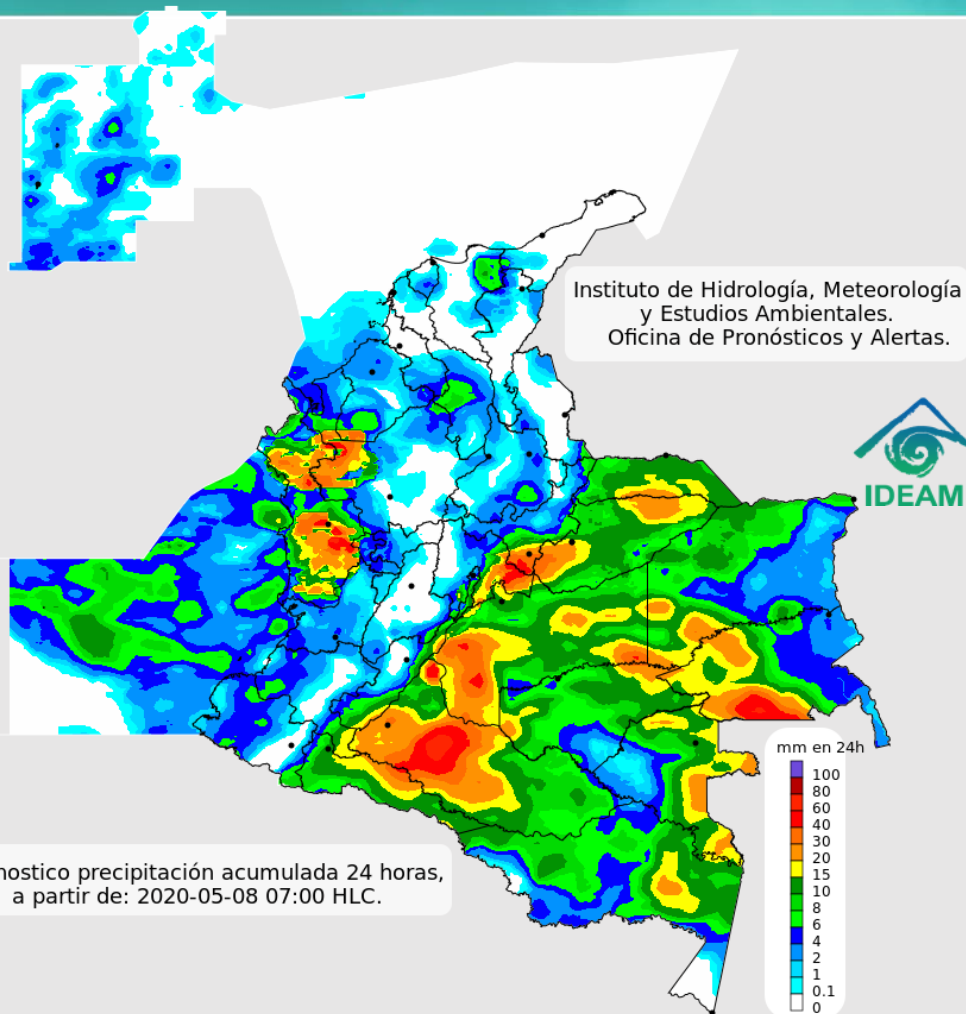 Instituto de Hidrología, Meteorología
y Estudios Ambientales.
Oficina de Pronósticos y Alertas.
IDEAM
mm en 24h
100
80
60
40
30
20
15
10
8
6
4
2
1
0.1
0
nostico precipitación acumulada 24 horas,
a partir de: 2020-05-08 07:00 HLC.